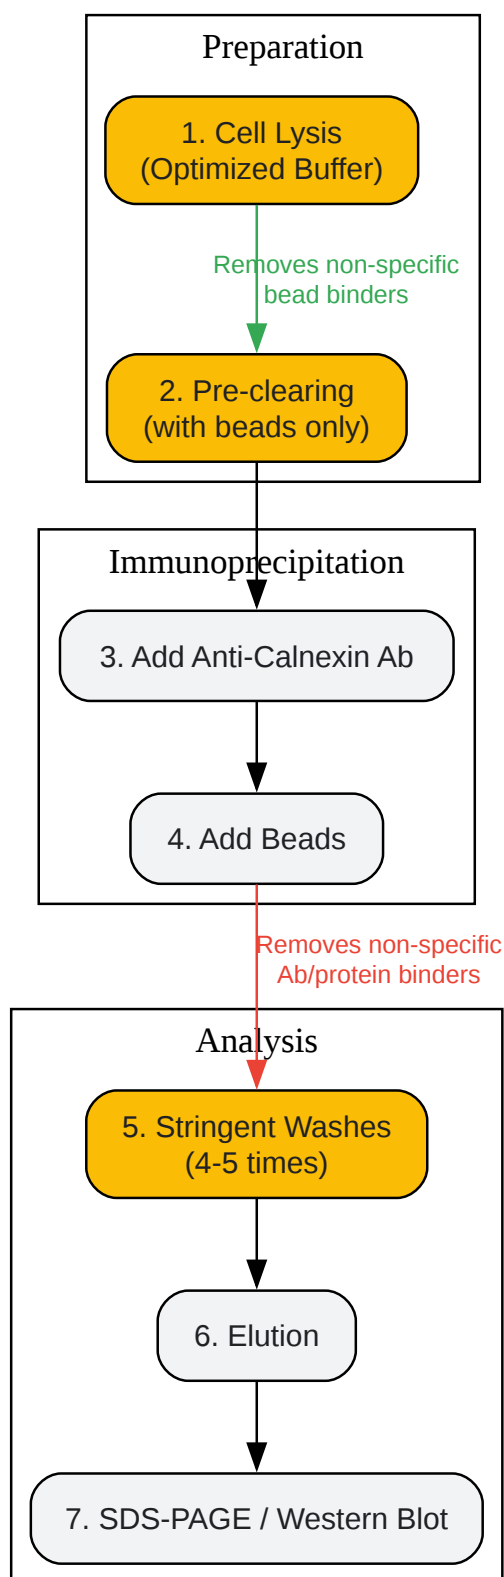 Preparation
1. Cell Lysis
(Optimized Buffer)
Removes non-specific
bead binders
2. Pre-clearing
(with beads only)
Immunoprecipitation
3. Add Anti-Calnexin Ab
4. Add Beads
Removes non-specific
Ab/protein binders
Analysis
5. Stringent Washes
(4-5 times)
6. Elution
7. SDS-PAGE / Western Blot